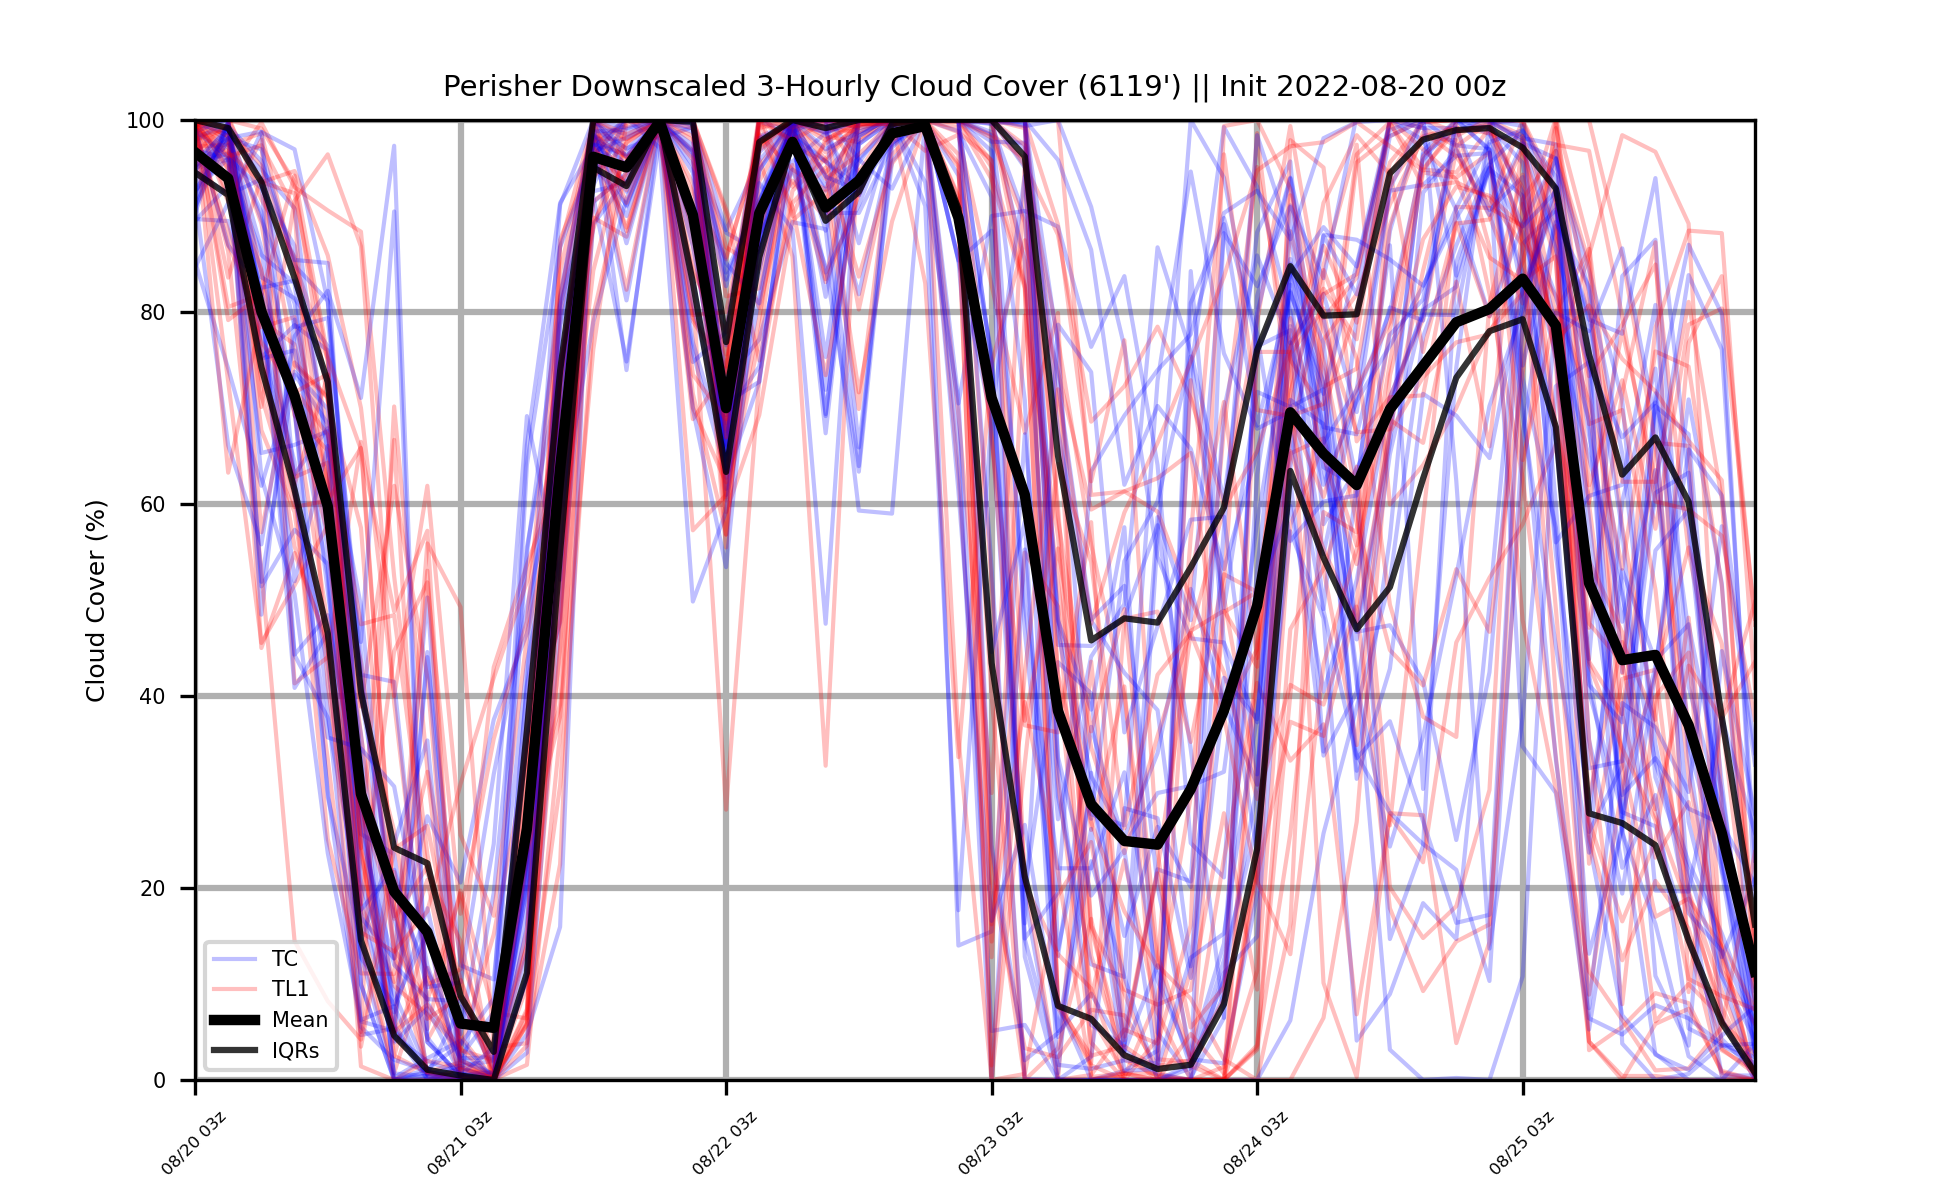 Perisher Downscaled 3-Hourly Cloud Cover (6119') || Init 2022-08-20 00z
Cloud Cover (%)
100
80
60
40
20
0
TC
TL1
Mean
IQRs
08/20 03z
08/21 03z
08/22 03z
08/23 03z
08/24 03z
08/25 03z